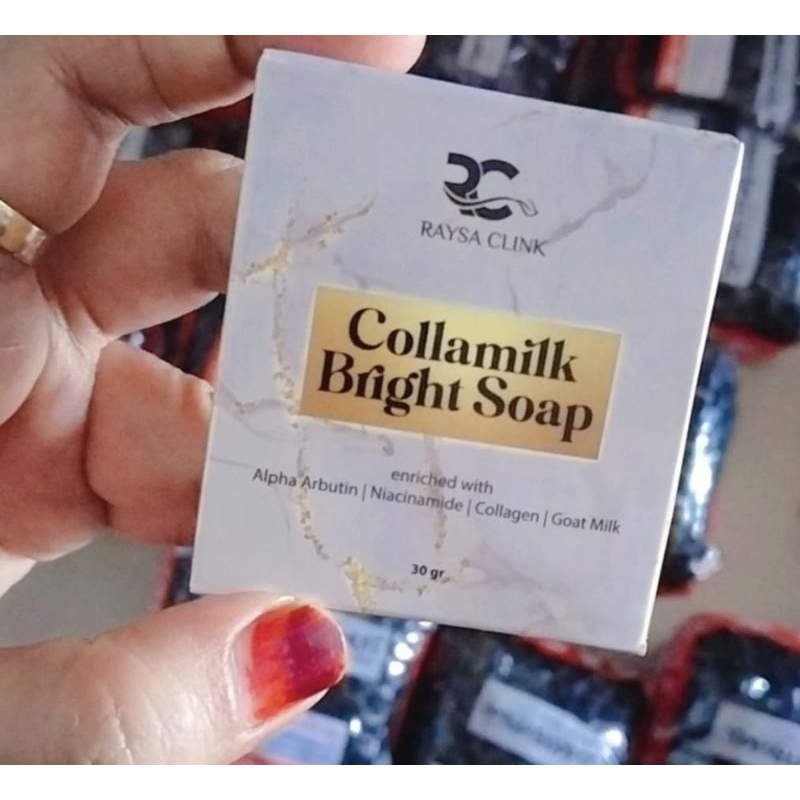 RC
RAYSA CLINK
Collamilk
Bright Soap
enriched with
Alpha Arbutin | Niacinamide | Collagen | Goat Milk
30 gr